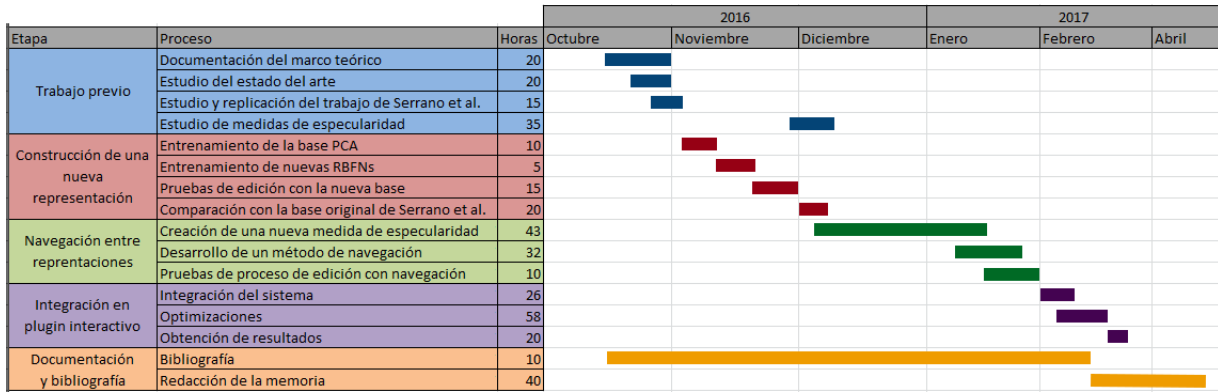 2016 2017
Etapa Proceso Horas Octubre Noviembre Diciembre Enero Febrero Abril
Trabajo previo
Documentación del marco teórico 20
Estudio del estado del arte 20
Estudio y replicación del trabajo de Serrano et al. 15
Estudio de medidas de especularidad 35
Construcción de una
nueva
representación
Entrenamiento de la base PCA 10
Entrenamiento de nuevas RBFNs 5
Pruebas de edición con la nueva base 15
Comparación con la base original de Serrano et al. 20
Navegación entre
reprentaciones
Creación de una nueva medida de especularidad 43
Desarrollo de un método de navegación 32
Pruebas de proceso de edición con navegación 10
Integración en
plugin interactivo
Integración del sistema 26
Optimizaciones 58
Obtención de resultados 20
Documentación
y bibliografía
Bibliografía 10
Redacción de la memoria 40